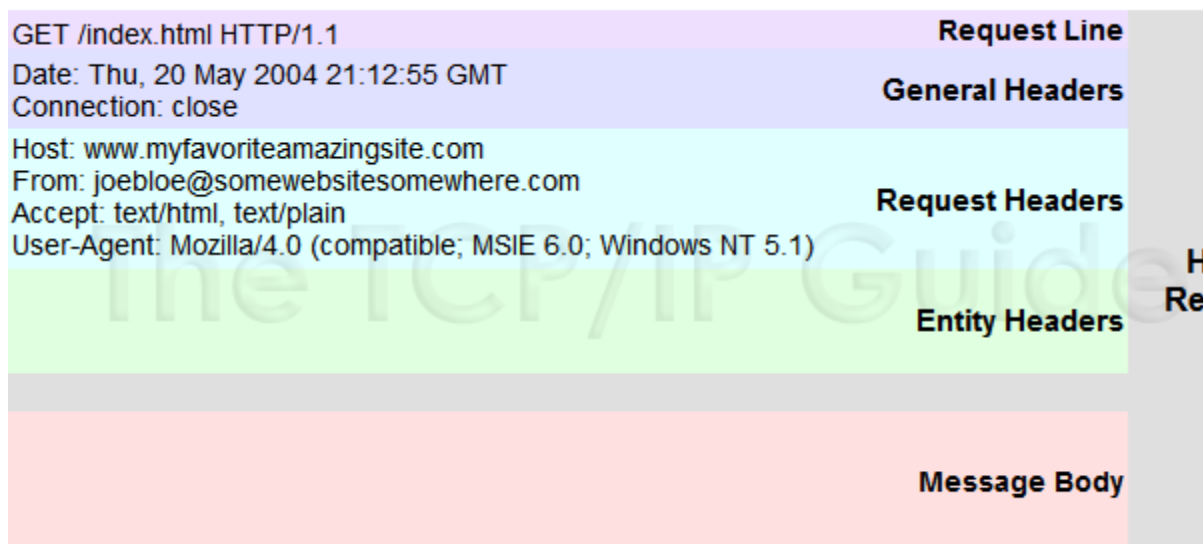 GET /index.html HTTP/1.1
Request Line
Date: Thu, 20 May 2004 21:12:55 GMT
Connection: close
General Headers
Host: www.myfavoriteamazingsite.com
From: joebloe@somewebsitesomewhere.com
Accept: text/html, text/plain
User-Agent: Mozilla/4.0 (compatible; MSIE 6.0; Windows NT 5.1)
Request Headers
The TCP/IP Guide
Entity Headers
Message Body